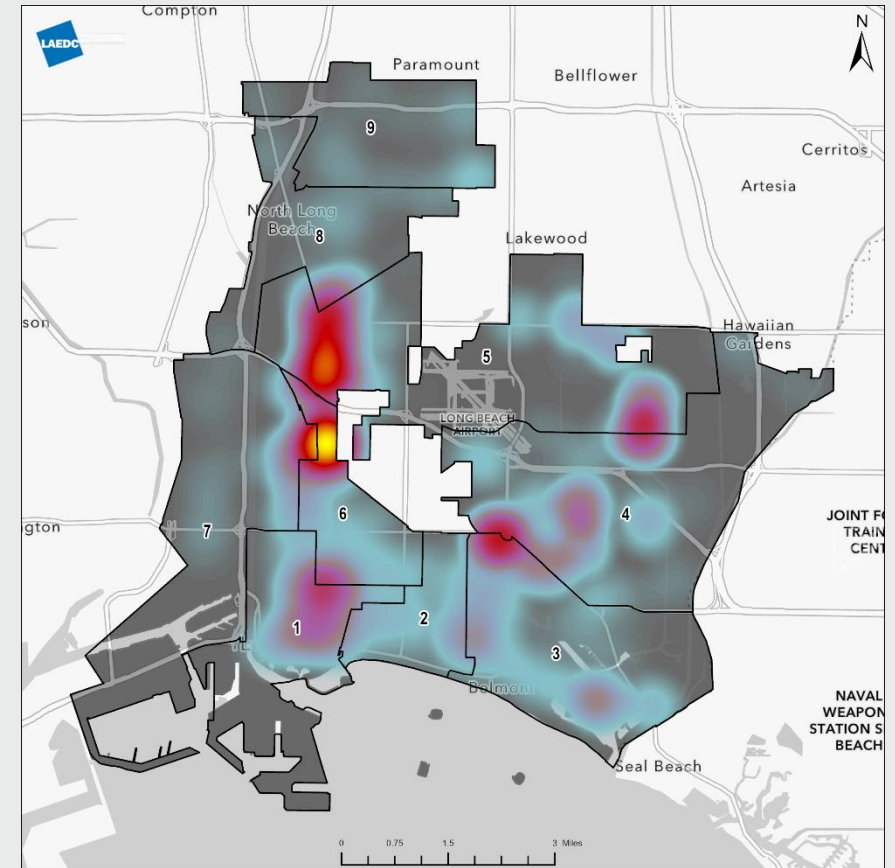 Compton
LAEDC
N
Paramount
Bellflower
9
Cerritos
Artesia
North Long
Beach
8
Lakewood
son
Hawaiian
Gardens
5
LONG BEACH
AIRPORT
6
4
7
ngton
JOINT FO
TRAIN
CENT
1
2
3
Belmont
NAVAL
WEAPON
STATION S
BEACH
Seal Beach
0 0.75 1.5 3 Miles